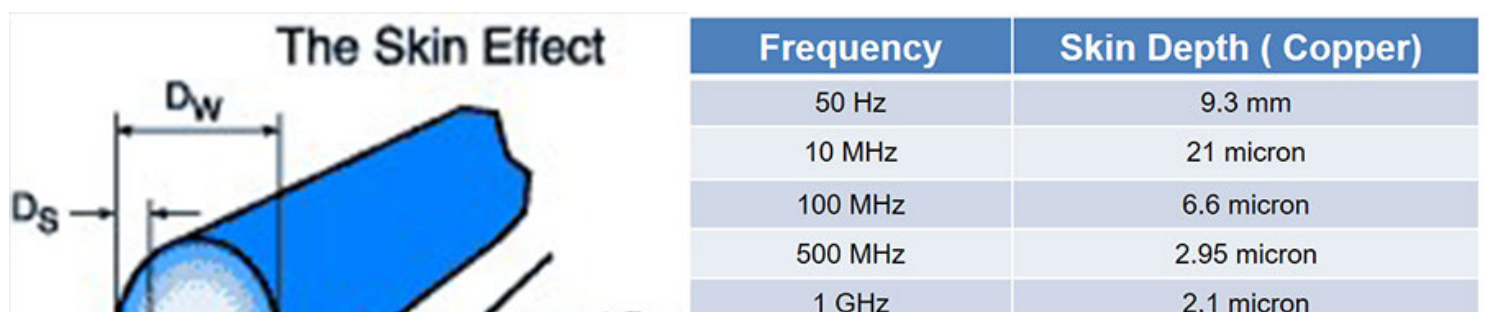 The Skin Effect
DW
DS
Frequency Skin Depth ( Copper)
50 Hz 9.3 mm
10 MHz 21 micron
100 MHz 6.6 micron
500 MHz 2.95 micron
1 GHz 2.1 micron